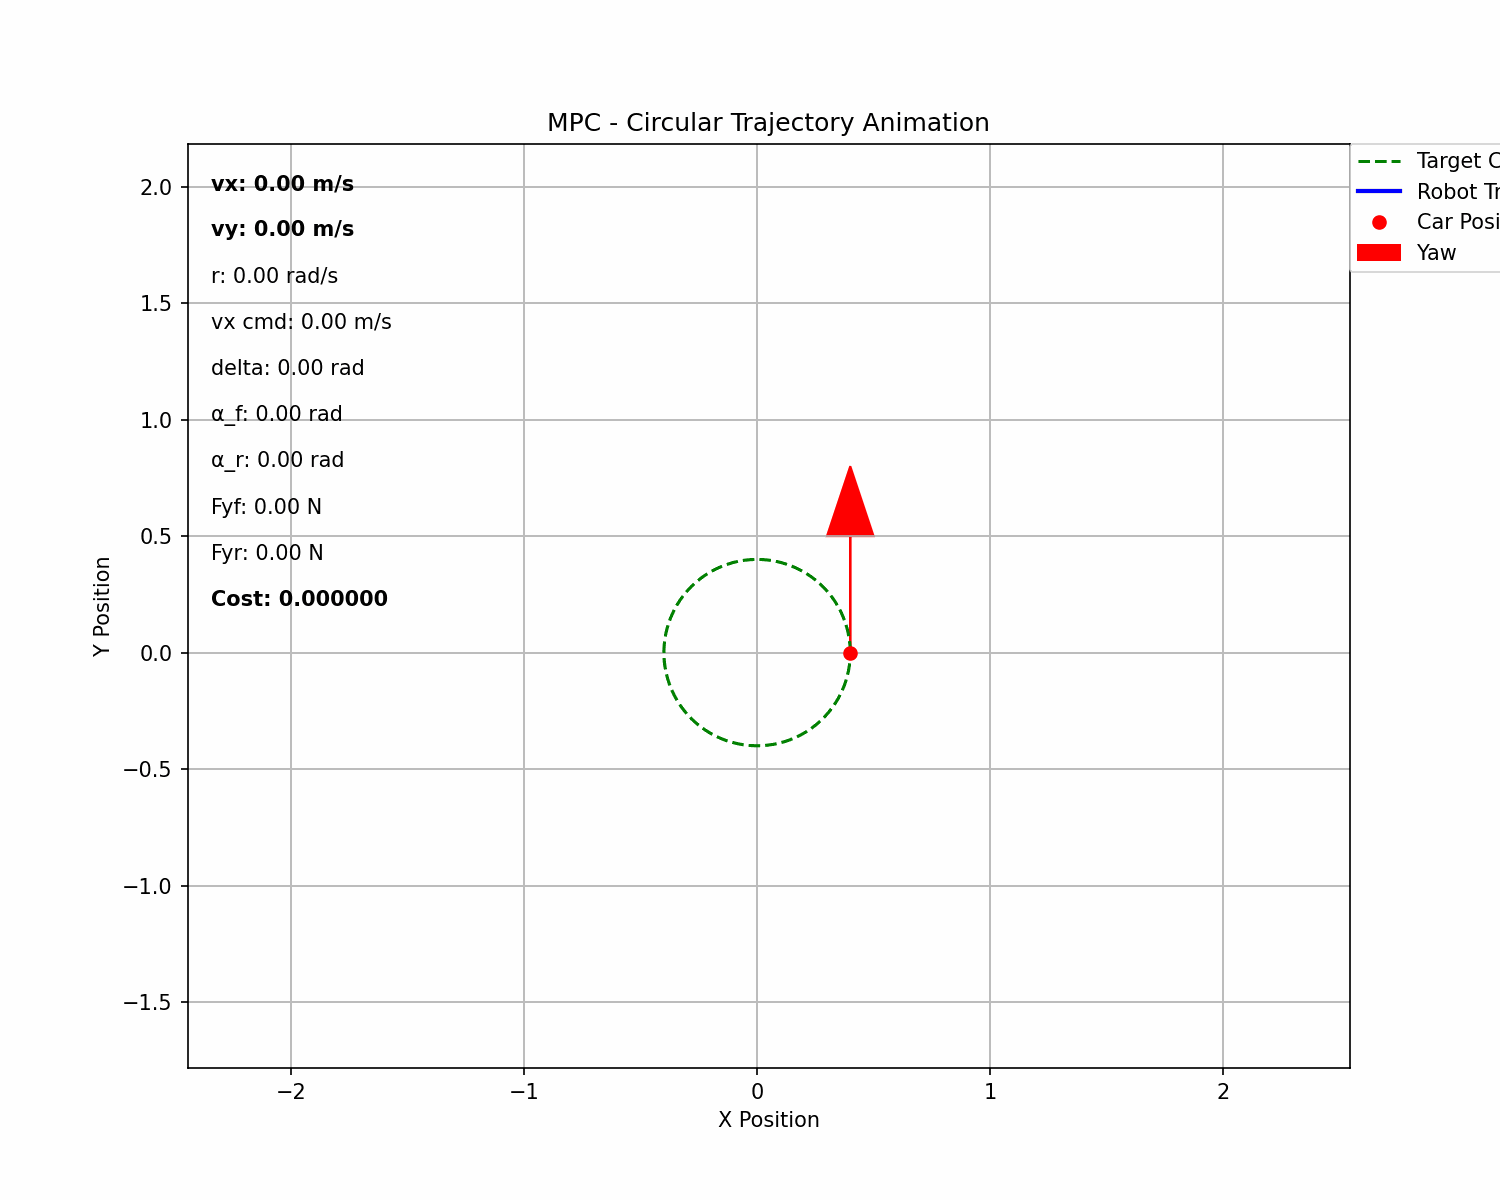 MPC - Circular Trajectory Animation
vx: 0.00 m/s
vy: 0.00 m/s
r: 0.00 rad/s
vx cmd: 0.00 m/s
delta: 0.00 rad
α_f: 0.00 rad
α_r: 0.00 rad
Fyf: 0.00 N
Fyr: 0.00 N
Cost: 0.000000
Target
Robot
Car
Yaw
2.0
1.5
1.0
0.5
0.0
−0.5
−1.0
−1.5
Y Position
−2
−1
0
1
2
X Position